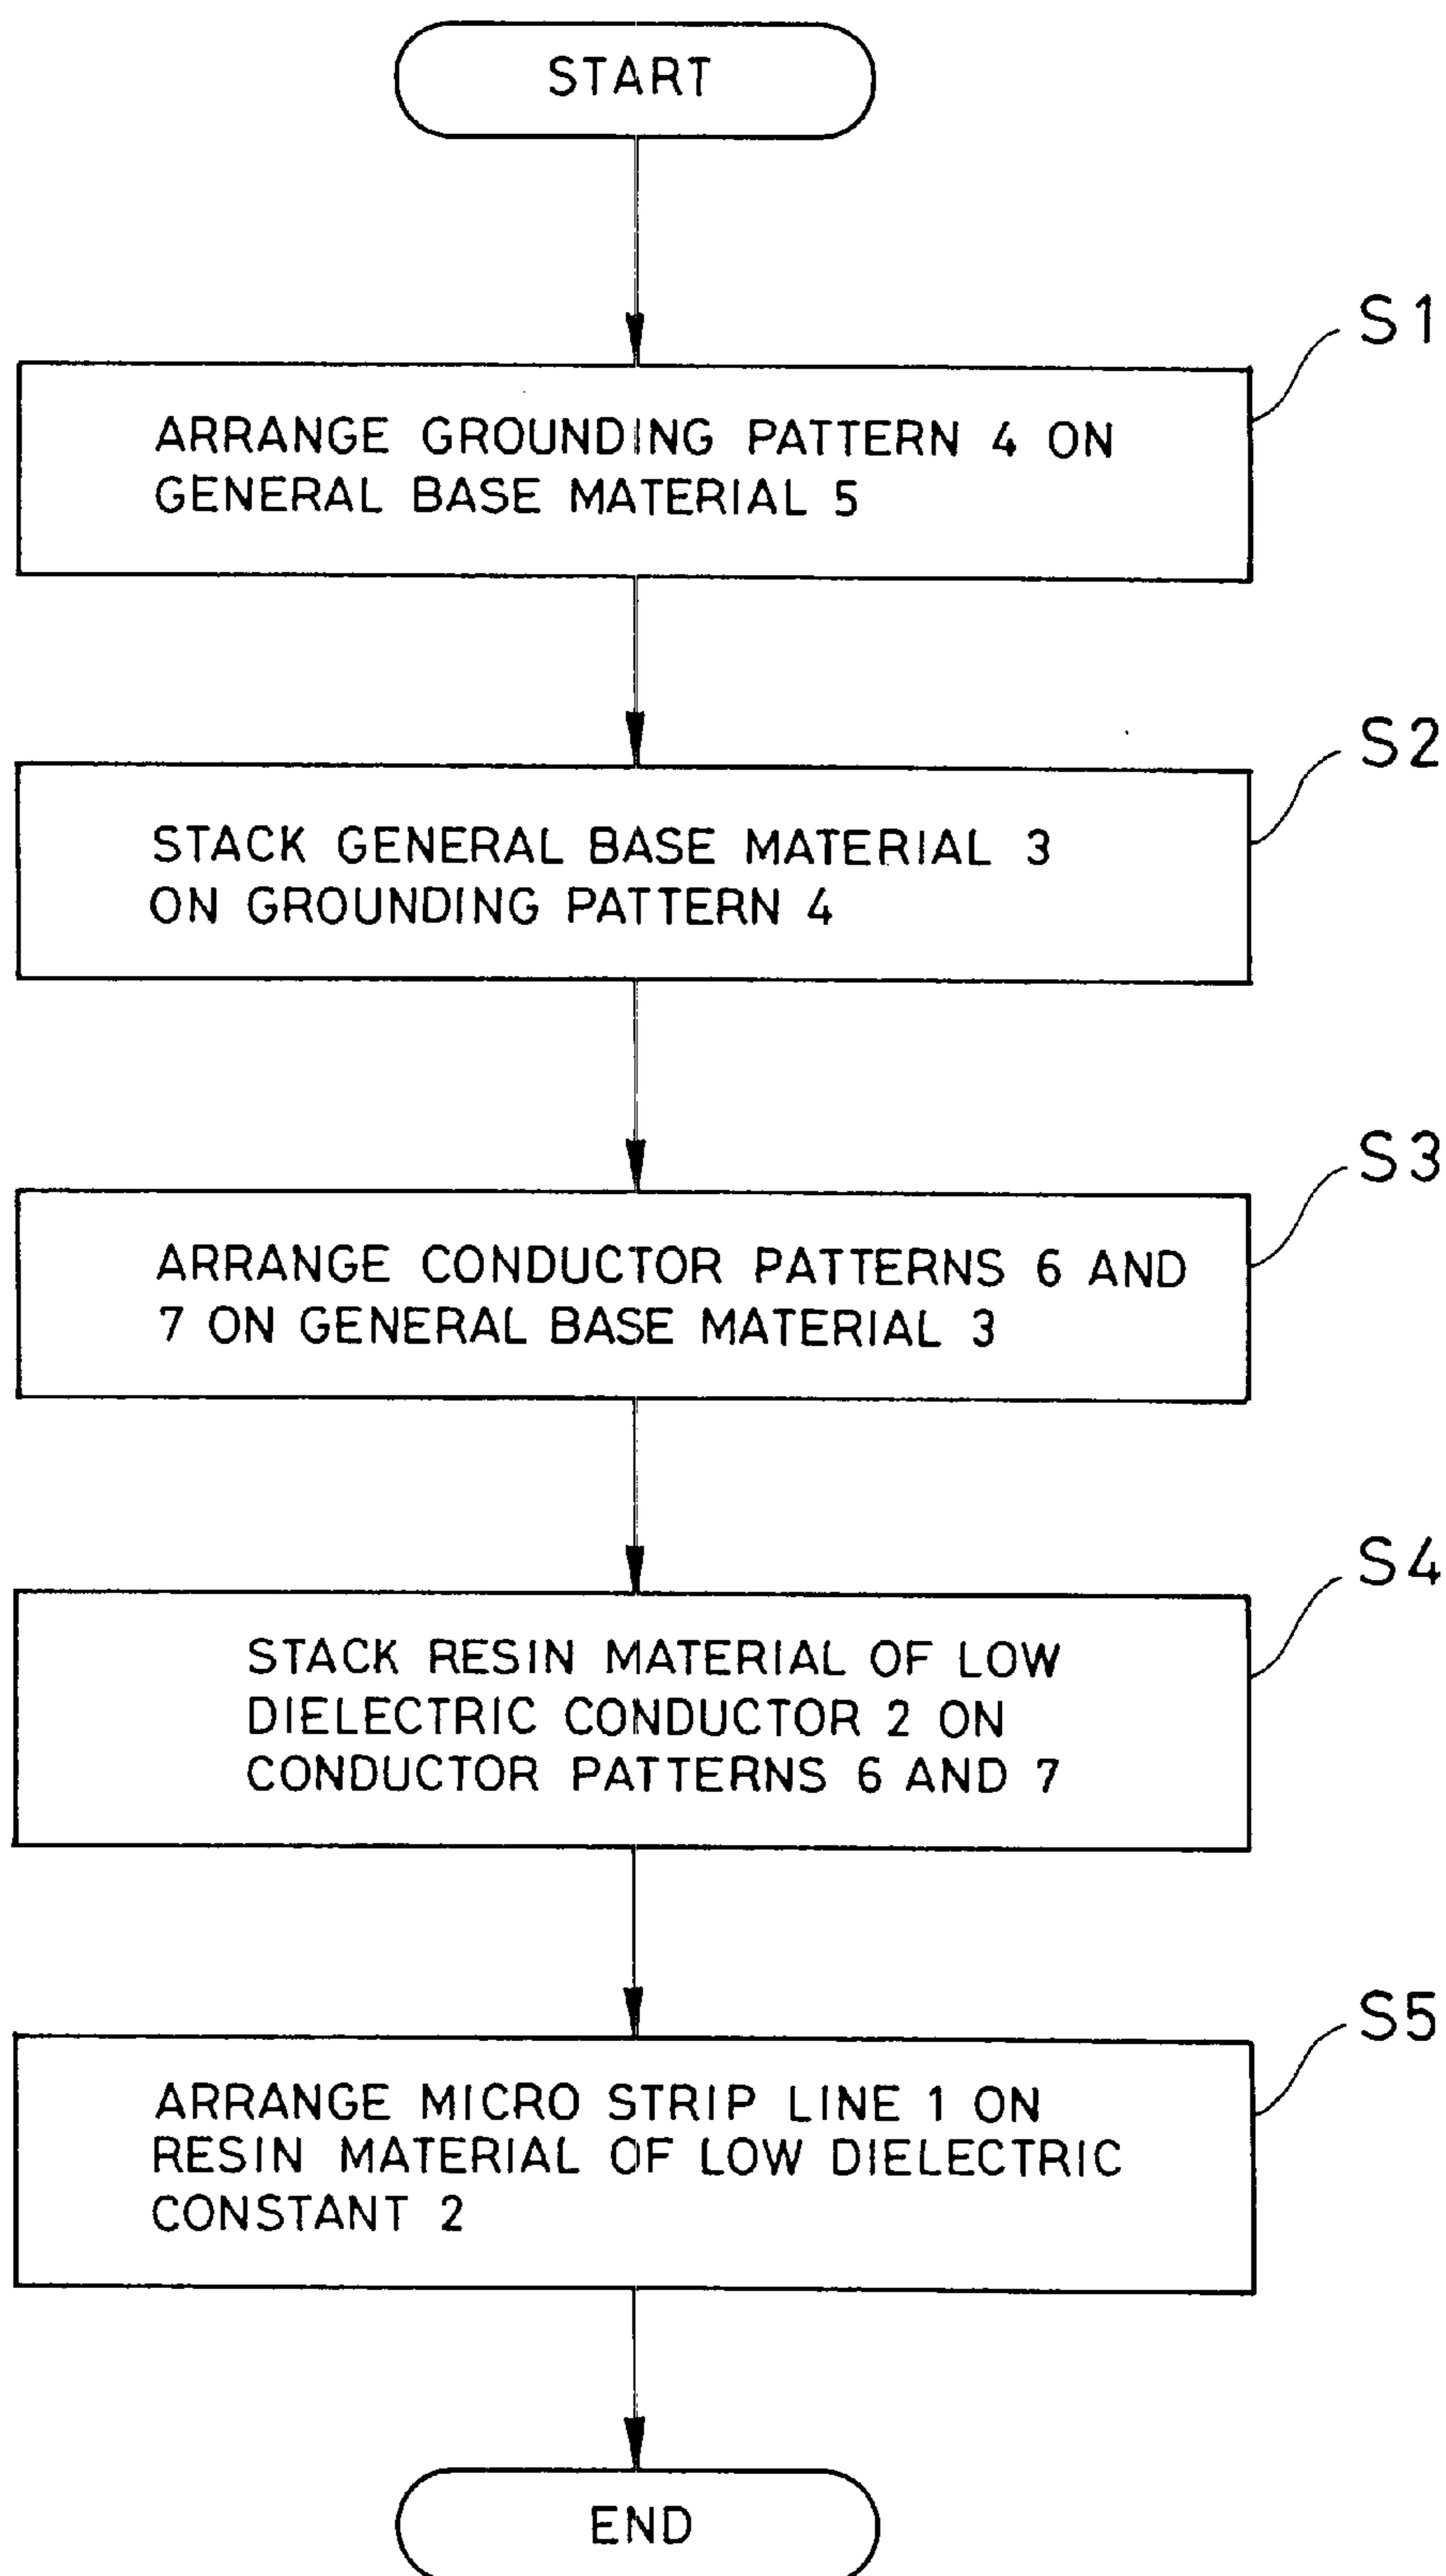 START
S1
ARRANGE GROUNDING PATTERN 4 ON
GENERAL BASE MATERIAL 5
S2
STACK GENERAL BASE MATERIAL 3
ON GROUNDING PATTERN 4
S3
ARRANGE CONDUCTOR PATTERNS 6 AND
7 ON GENERAL BASE MATERIAL 3
S4
STACK RESIN MATERIAL OF LOW
DIELECTRIC CONDUCTOR 2 ON
CONDUCTOR PATTERNS 6 AND 7
S5
ARRANGE MICRO STRIP LINE 1 ON
RESIN MATERIAL OF LOW DIELECTRIC
CONSTANT 2
END